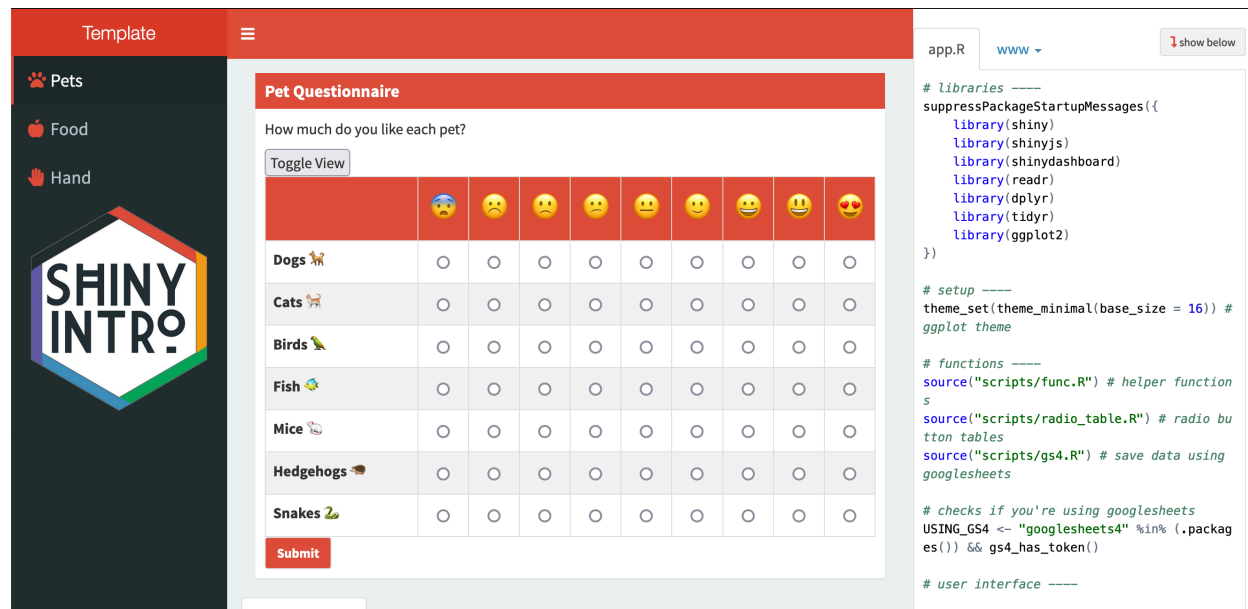 Template
Pets
Food
Hand
SHINY
INTRO
Pet Questionnaire
How much do you like each pet?
Toggle View
😨 ☹️ 🙁 😕 😐 🙂 😀 😃 😍
Dogs 🐕
Cats 🐈
Birds 🦜
Fish 🐠
Mice 🐁
Hedgehogs 🦔
Snakes 🐍
Submit
app.R www show below
# libraries ----
suppressPackageStartupMessages({
    library(shiny)
    library(shinyjs)
    library(shinydashboard)
    library(readr)
    library(dplyr)
    library(tidyr)
    library(ggplot2)
})
# setup ----
theme_set(theme_minimal(base_size = 16)) #
ggplot theme
# functions ----
source("scripts/func.R") # helper function
s
source("scripts/radio_table.R") # radio bu
tton tables
source("scripts/gs4.R") # save data using
googlesheets
# checks if you're using googlesheets
USING_GS4 <- "googlesheets4" %in% (.packag
es()) && gs4_has_token()
# user interface ----